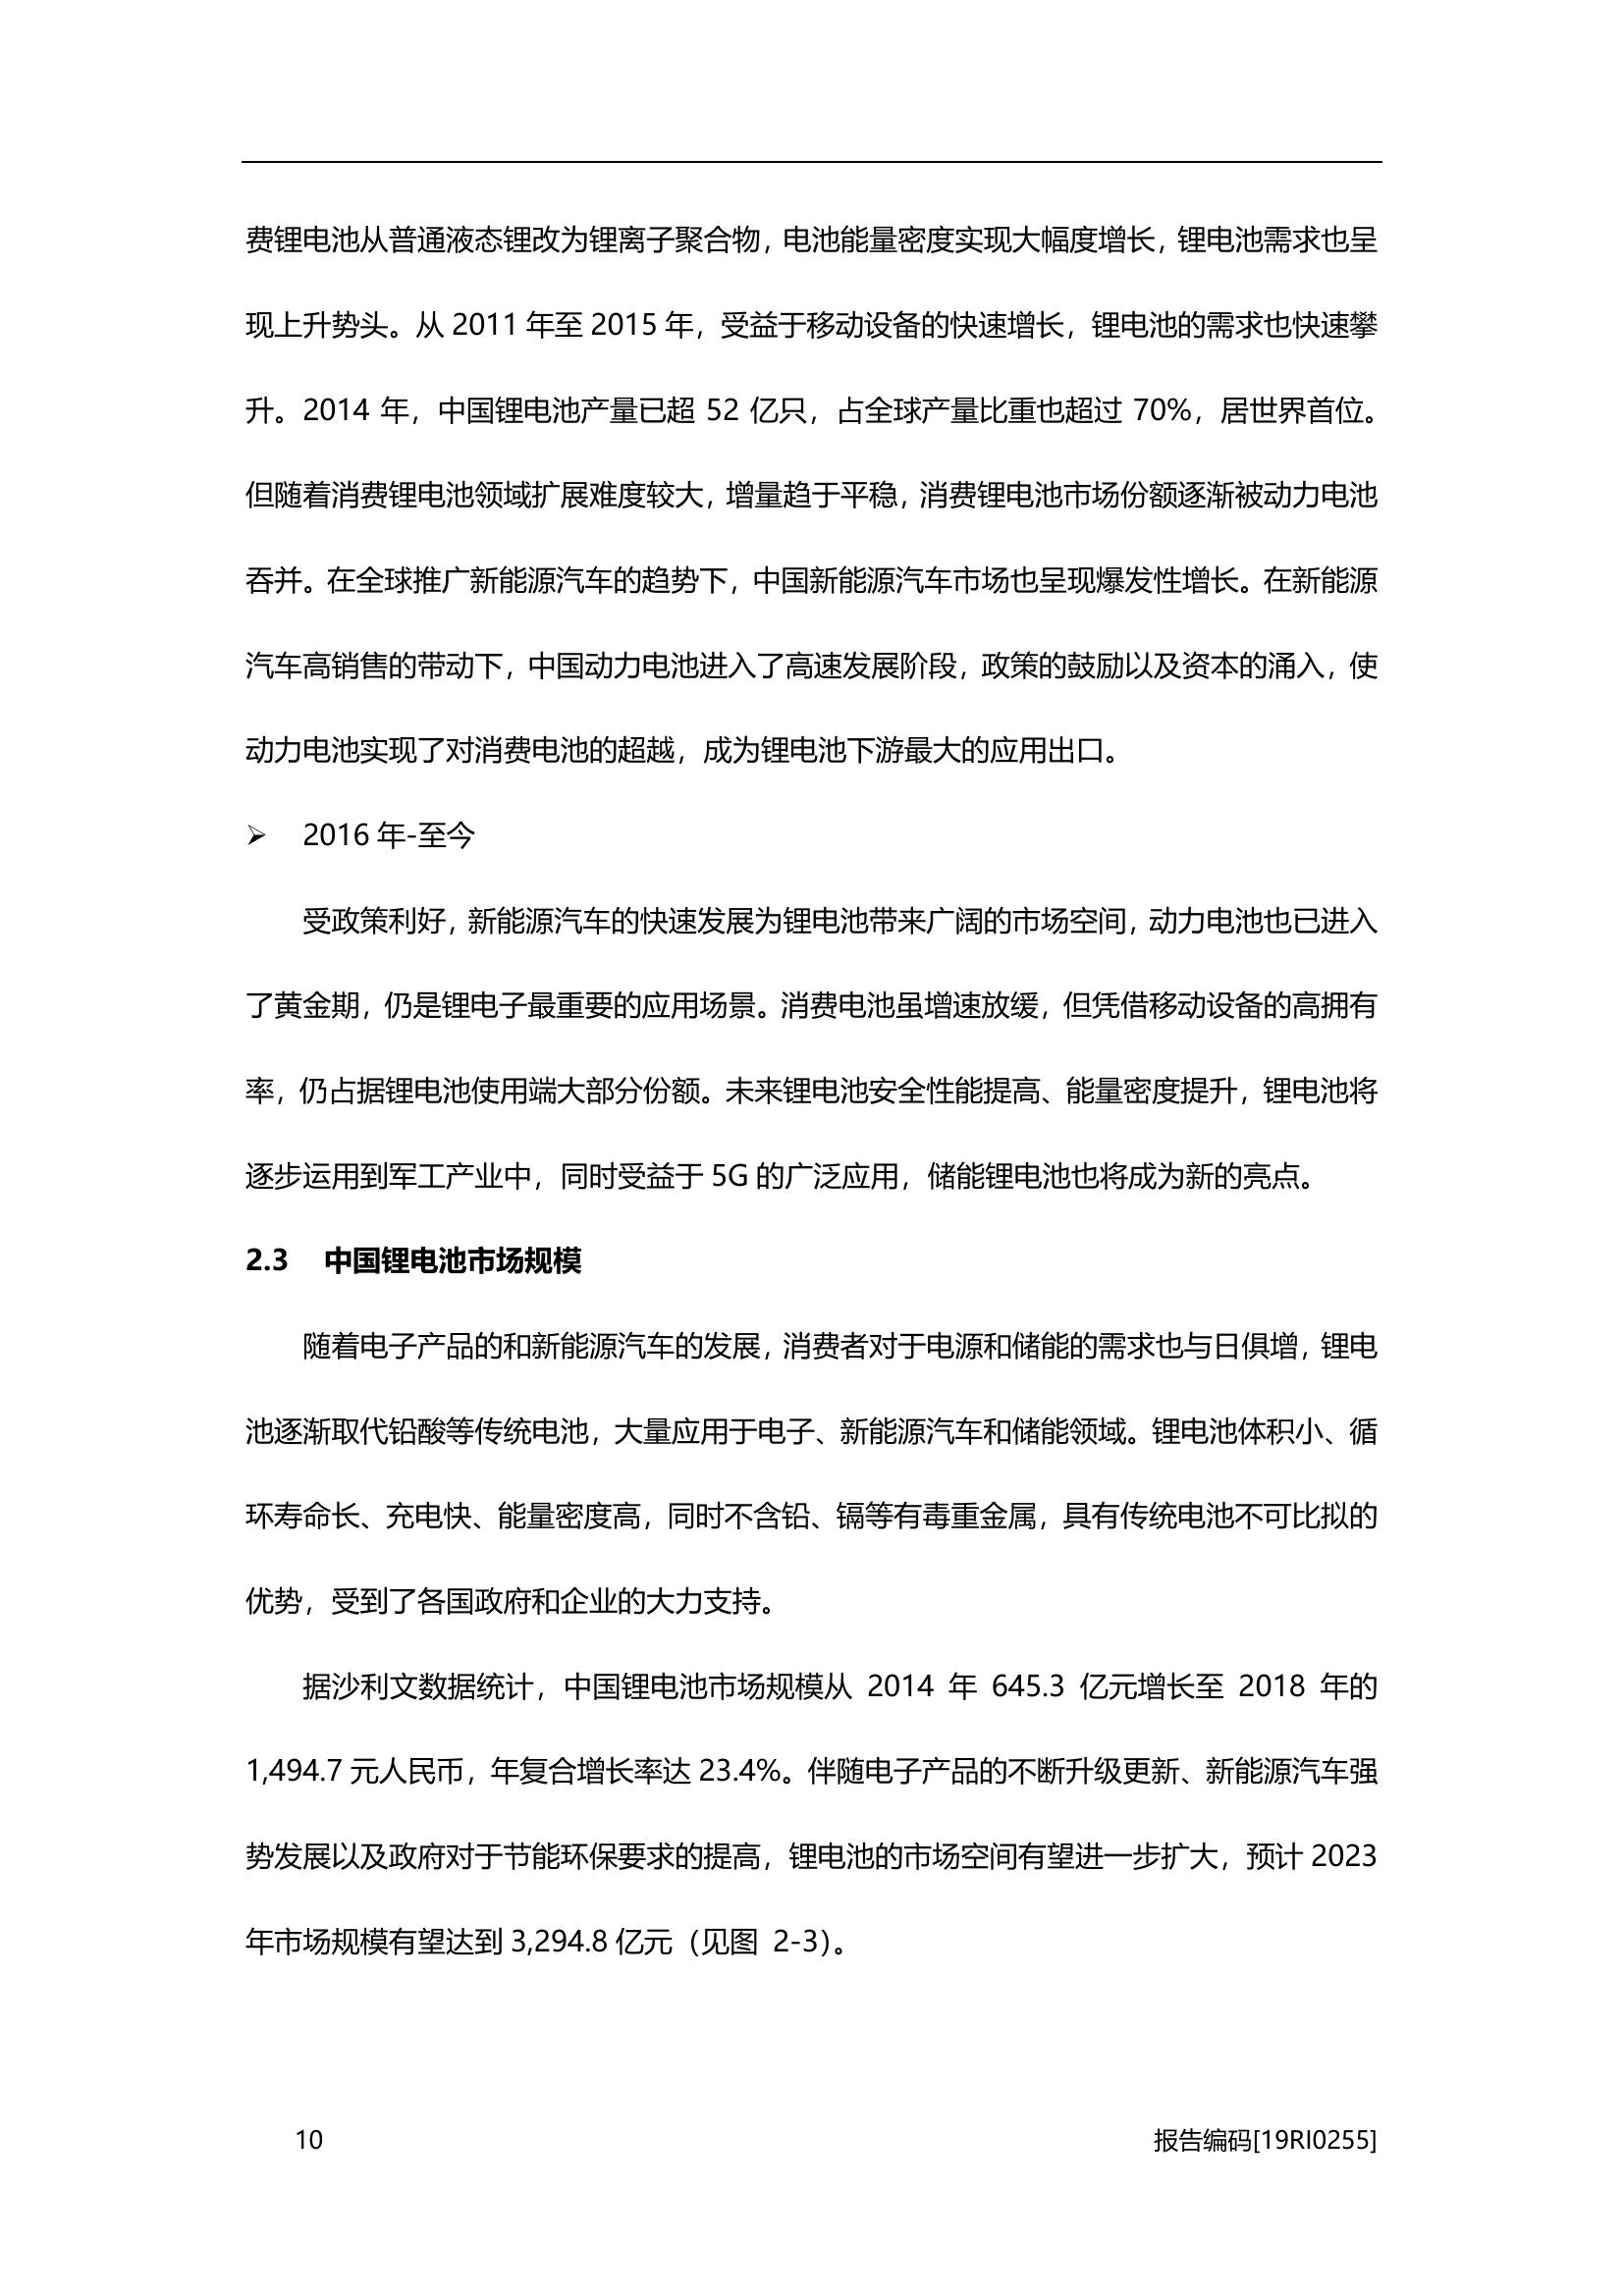 费锂电池从普通液态锂改为锂离子聚合物，电池能量密度实现大幅度增长，锂电池需求也呈
现上升势头。从 2011 年至 2015 年，受益于移动设备的快速增长，锂电池的需求也快速攀
升。2014 年，中国锂电池产量已超 52 亿只，占全球产量比重也超过 70%，居世界首位。
但随着消费锂电池领域扩展难度较大，增量趋于平稳，消费锂电池市场份额逐渐被动力电池
吞并。在全球推广新能源汽车的趋势下，中国新能源汽车市场也呈现爆发性增长。在新能源
汽车高销售的带动下，中国动力电池进入了高速发展阶段，政策的鼓励以及资本的涌入，使
动力电池实现了对消费电池的超越，成为锂电池下游最大的应用出口。
➢ 2016 年-至今
受政策利好，新能源汽车的快速发展为锂电池带来广阔的市场空间，动力电池也已进入
了黄金期，仍是锂电子最重要的应用场景。消费电池虽增速放缓，但凭借移动设备的高拥有
率，仍占据锂电池使用端大部分份额。未来锂电池安全性能提高、能量密度提升，锂电池将
逐步运用到军工产业中，同时受益于 5G 的广泛应用，储能锂电池也将成为新的亮点。
2.3 中国锂电池市场规模
随着电子产品的和新能源汽车的发展，消费者对于电源和储能的需求也与日俱增，锂电
池逐渐取代铅酸等传统电池，大量应用于电子、新能源汽车和储能领域。锂电池体积小、循
环寿命长、充电快、能量密度高，同时不含铅、镉等有毒重金属，具有传统电池不可比拟的
优势，受到了各国政府和企业的大力支持。
据沙利文数据统计，中国锂电池市场规模从 2014 年 645.3 亿元增长至 2018 年的
1,494.7 元人民币，年复合增长率达 23.4%。伴随电子产品的不断升级更新、新能源汽车强
势发展以及政府对于节能环保要求的提高，锂电池的市场空间有望进一步扩大，预计 2023
年市场规模有望达到 3,294.8 亿元（见图 2-3）。
10 报告编码[19RI0255]